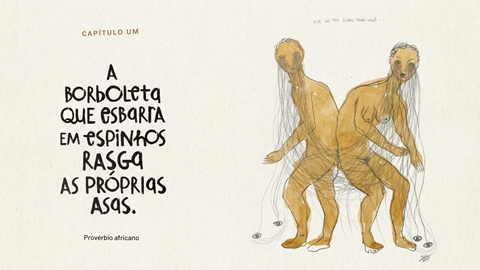 CAPÍTULO UM
A
BORBOLETA
QUE ESBARRA
EM ESPINHOS
RASGA
AS PRÓPRIAS
ASAS.
Provérbio africano